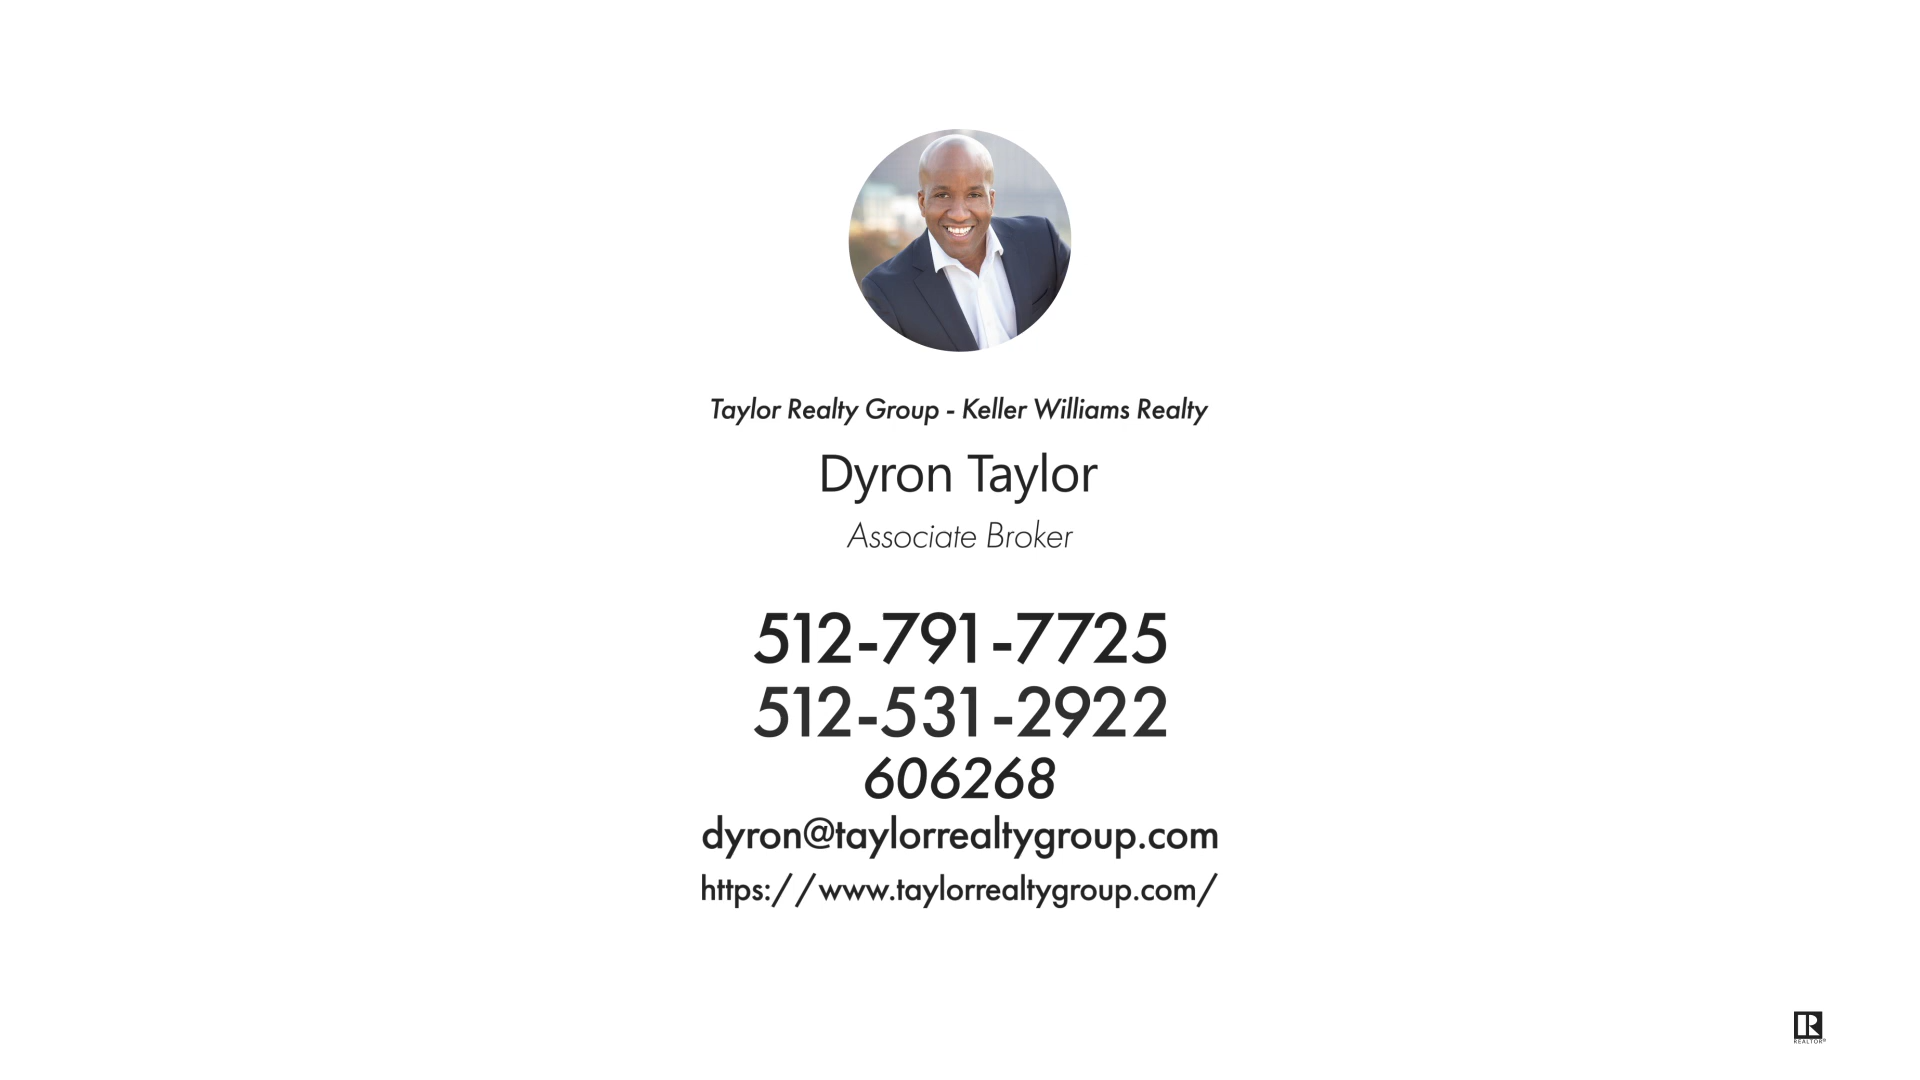 Taylor Realty Group - Keller Williams Realty
Dyron Taylor
Associate Broker
512-791-7725
512-531-2922
606268
dyron@taylorrealtygroup.com
https://www.taylorrealtygroup.com/
REALTOR®